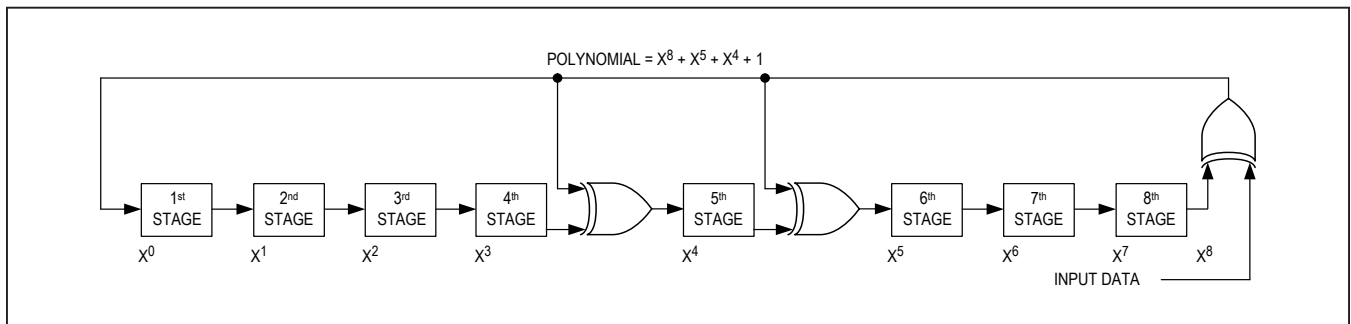 POLYNOMIAL = X⁸ + X⁵ + X⁴ + 1
1st
STAGE
2nd
STAGE
3rd
STAGE
4th
STAGE
5th
STAGE
6th
STAGE
7th
STAGE
8th
STAGE
X⁰
X¹
X²
X³
X⁴
X⁵
X⁶
X⁷
X⁸
INPUT DATA